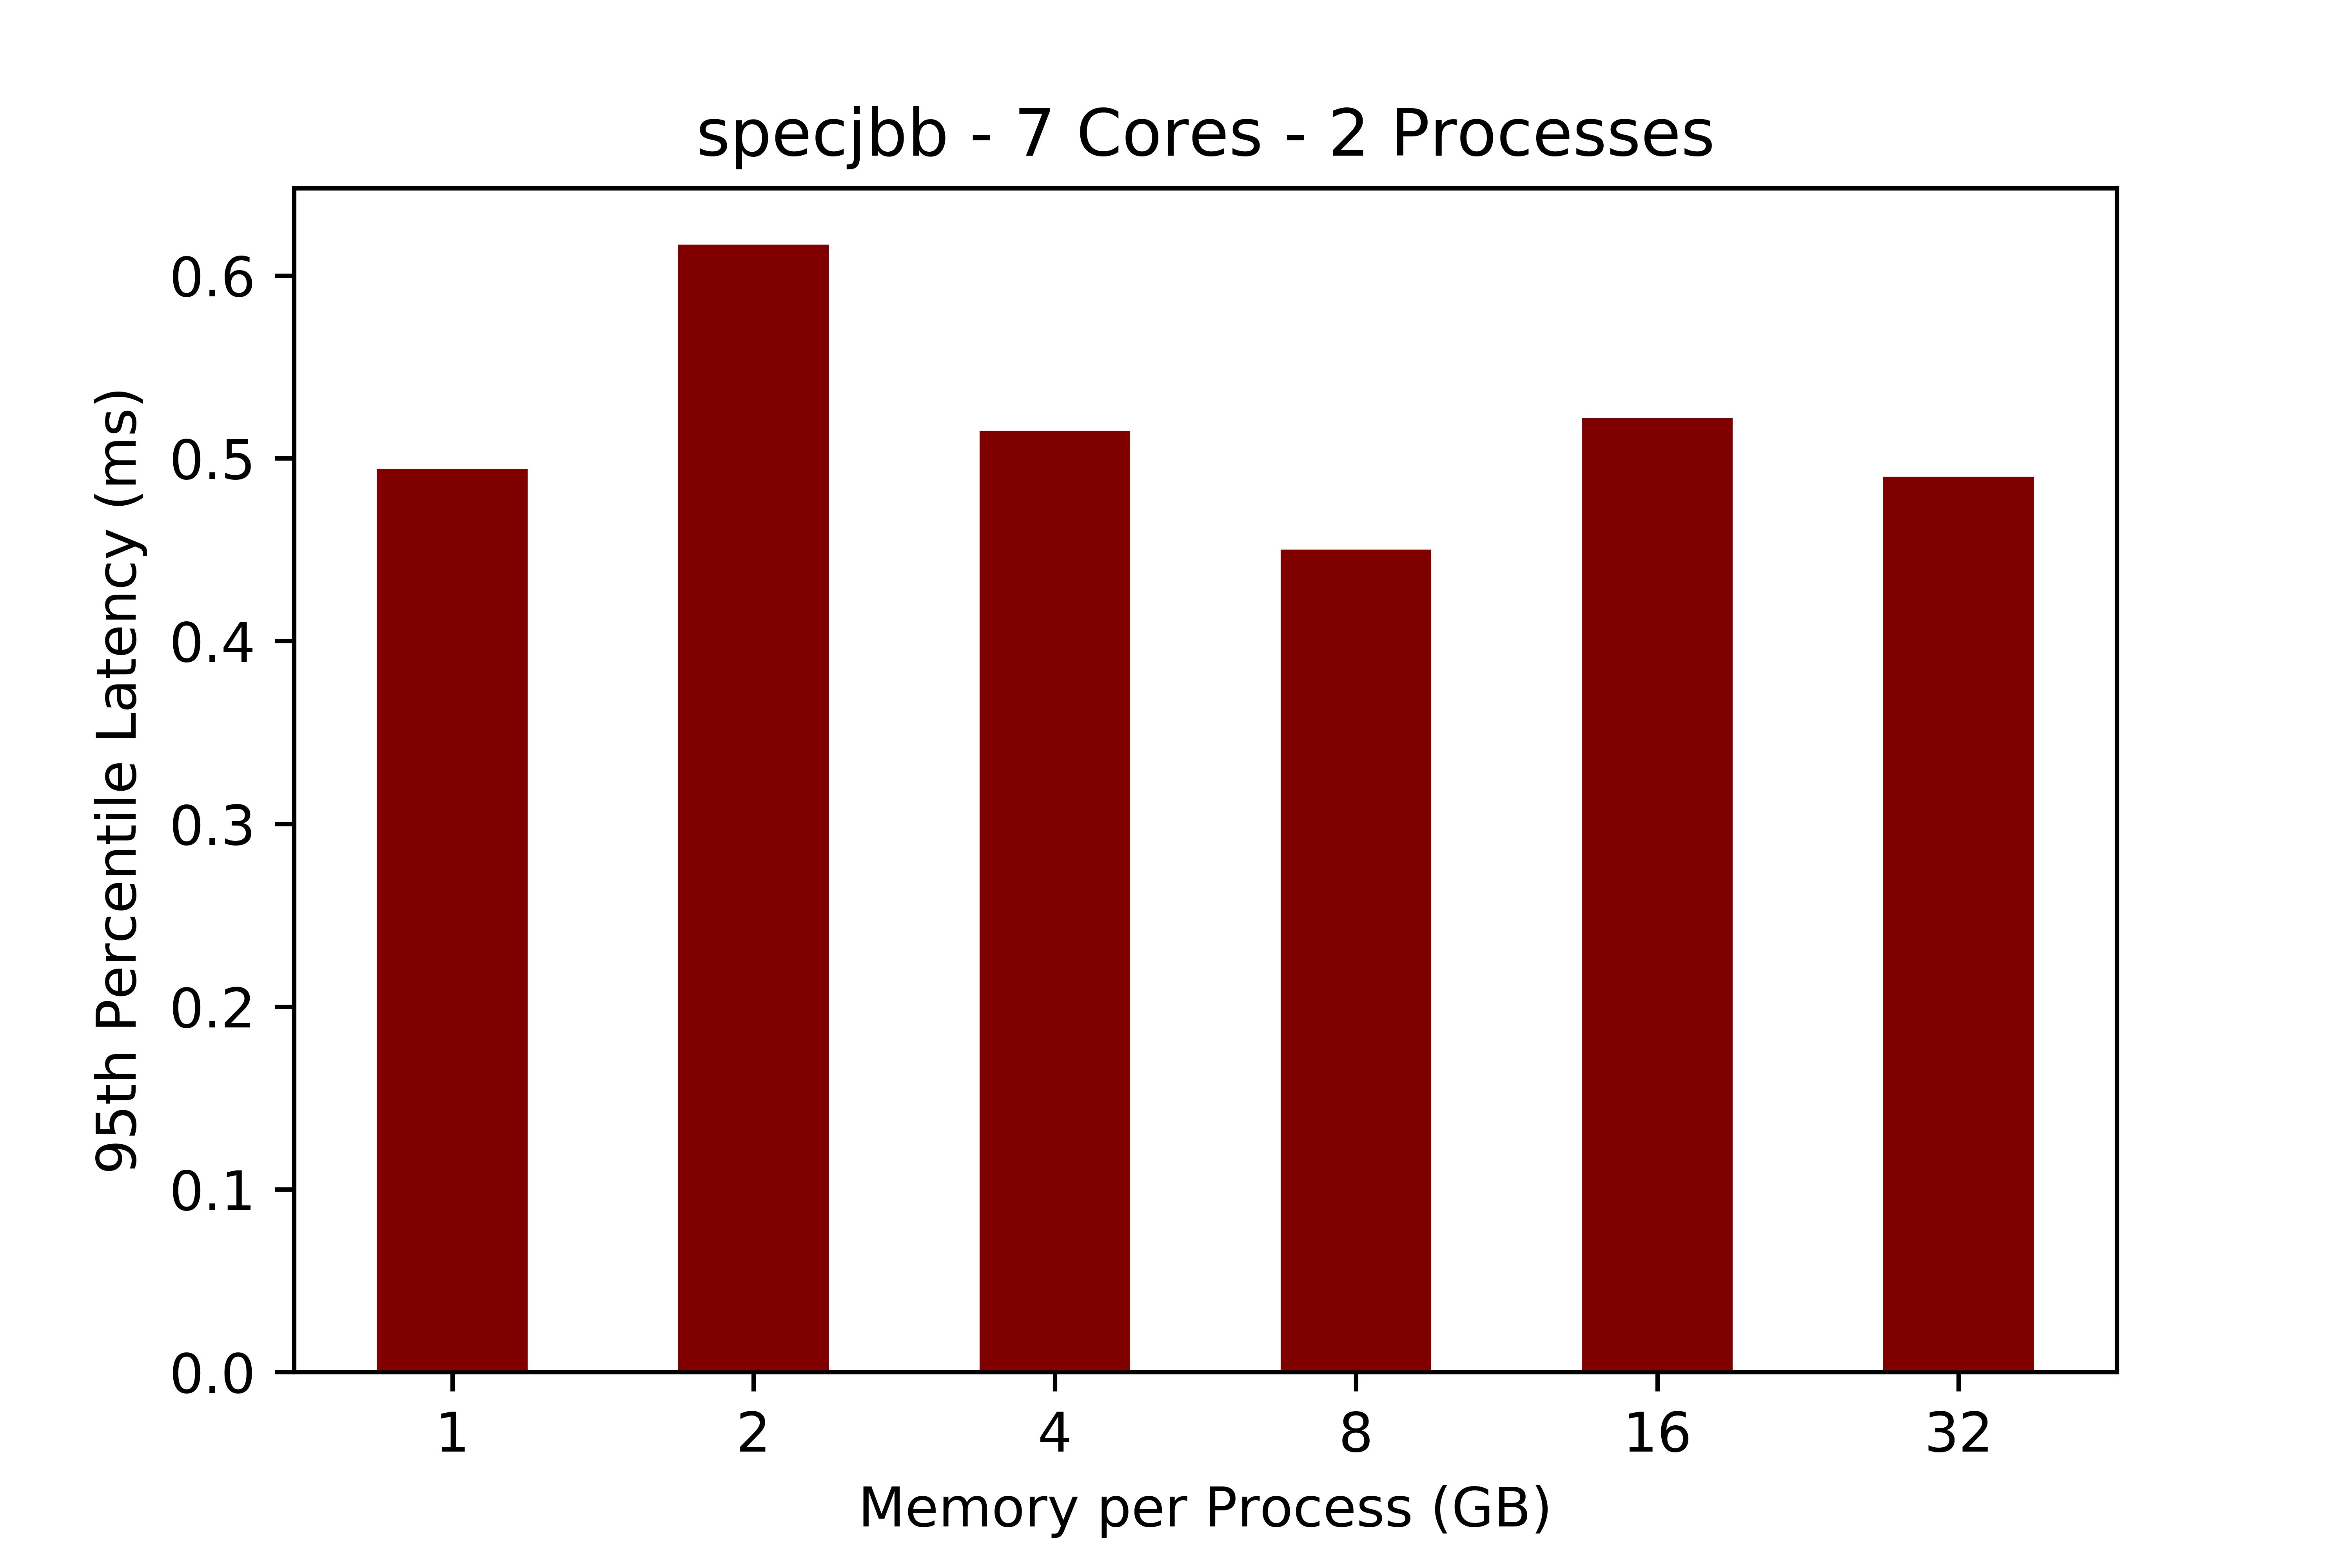 specjbb - 7 Cores - 2 Processes
95th Percentile Latency (ms)
0.6
0.5
0.4
0.3
0.2
0.1
0.0
1 2 4 8 16 32
Memory per Process (GB)